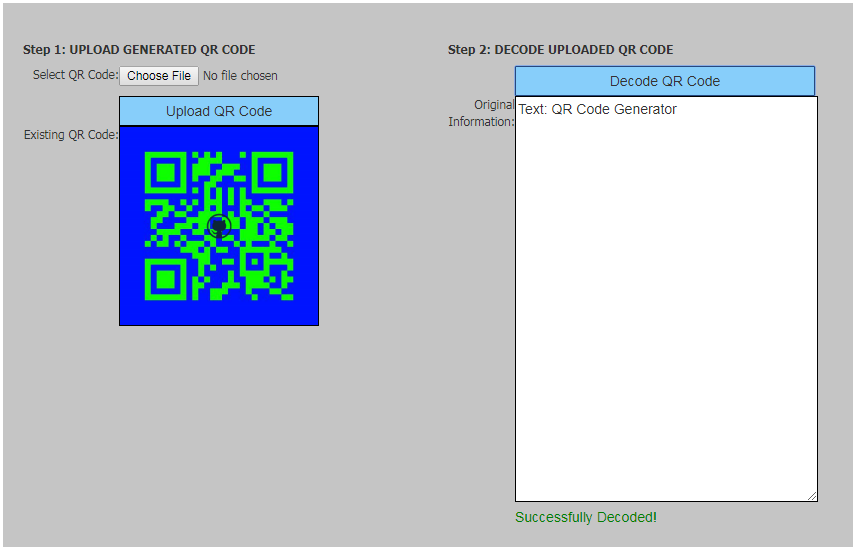 Step 1: UPLOAD GENERATED QR CODE
Select QR Code: Choose File No file chosen
Upload QR Code
Existing QR Code:
Step 2: DECODE UPLOADED QR CODE
Decode QR Code
Original
Information:
Text: QR Code Generator
Successfully Decoded!